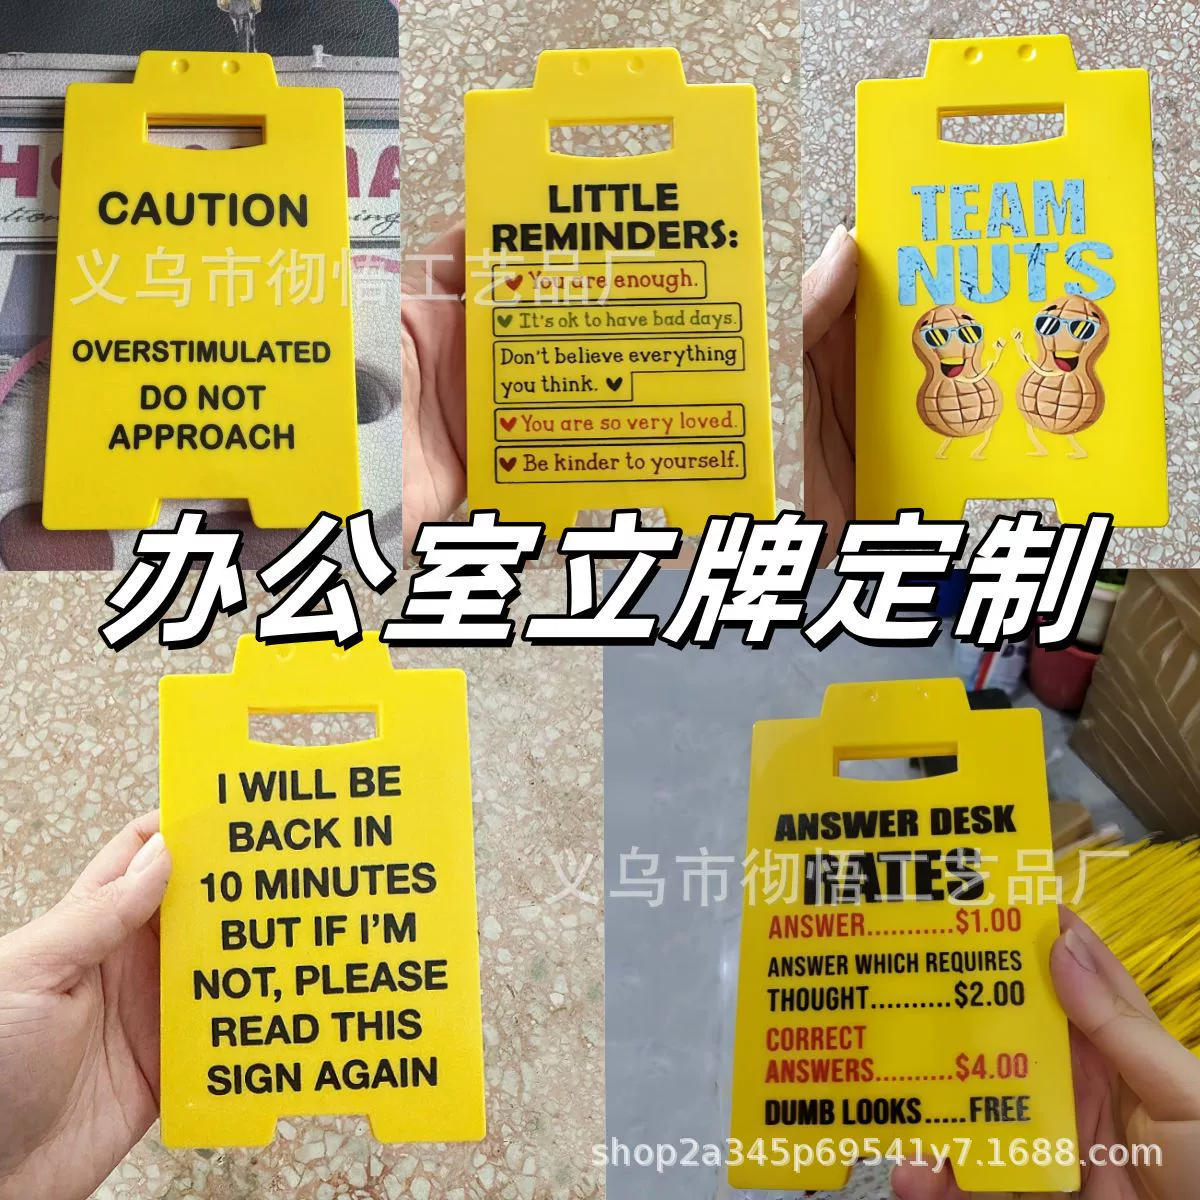 CAUTION
OVERSTIMULATED
DO NOT
APPROACH
LITTLE
REMINDERS:
You are enough.
It's ok to have bad days.
Don't believe everything
you think.
You are so very loved.
Be kinder to yourself.
TEAM
NUTS
义乌市彻悟工艺品厂
办公室立牌定制
I WILL BE
BACK IN
10 MINUTES
BUT IF I'M
NOT, PLEASE
READ THIS
SIGN AGAIN
ANSWER DESK
RATES
ANSWER...........$1.00
ANSWER WHICH REQUIRES
THOUGHT..........$2.00
CORRECT
ANSWERS..........$4.00
DUMB LOOKS.....FREE
义乌市彻悟工艺品厂
shop2a345p69541y7.1688.com